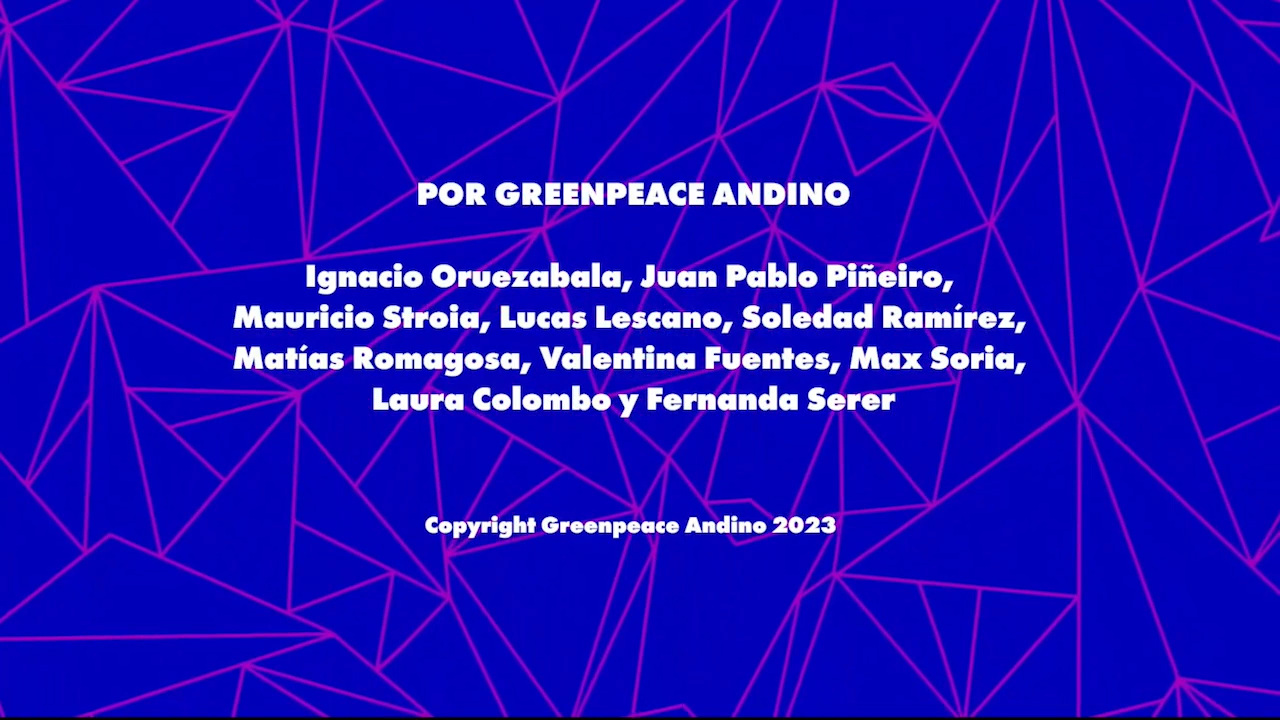 POR GREENPEACE ANDINO
Ignacio Oruezabala, Juan Pablo Piñeiro,
Mauricio Stroia, Lucas Lescano, Soledad Ramírez,
Matías Romagosa, Valentina Fuentes, Max Soria,
Laura Colombo y Fernanda Serer
Copyright Greenpeace Andino 2023